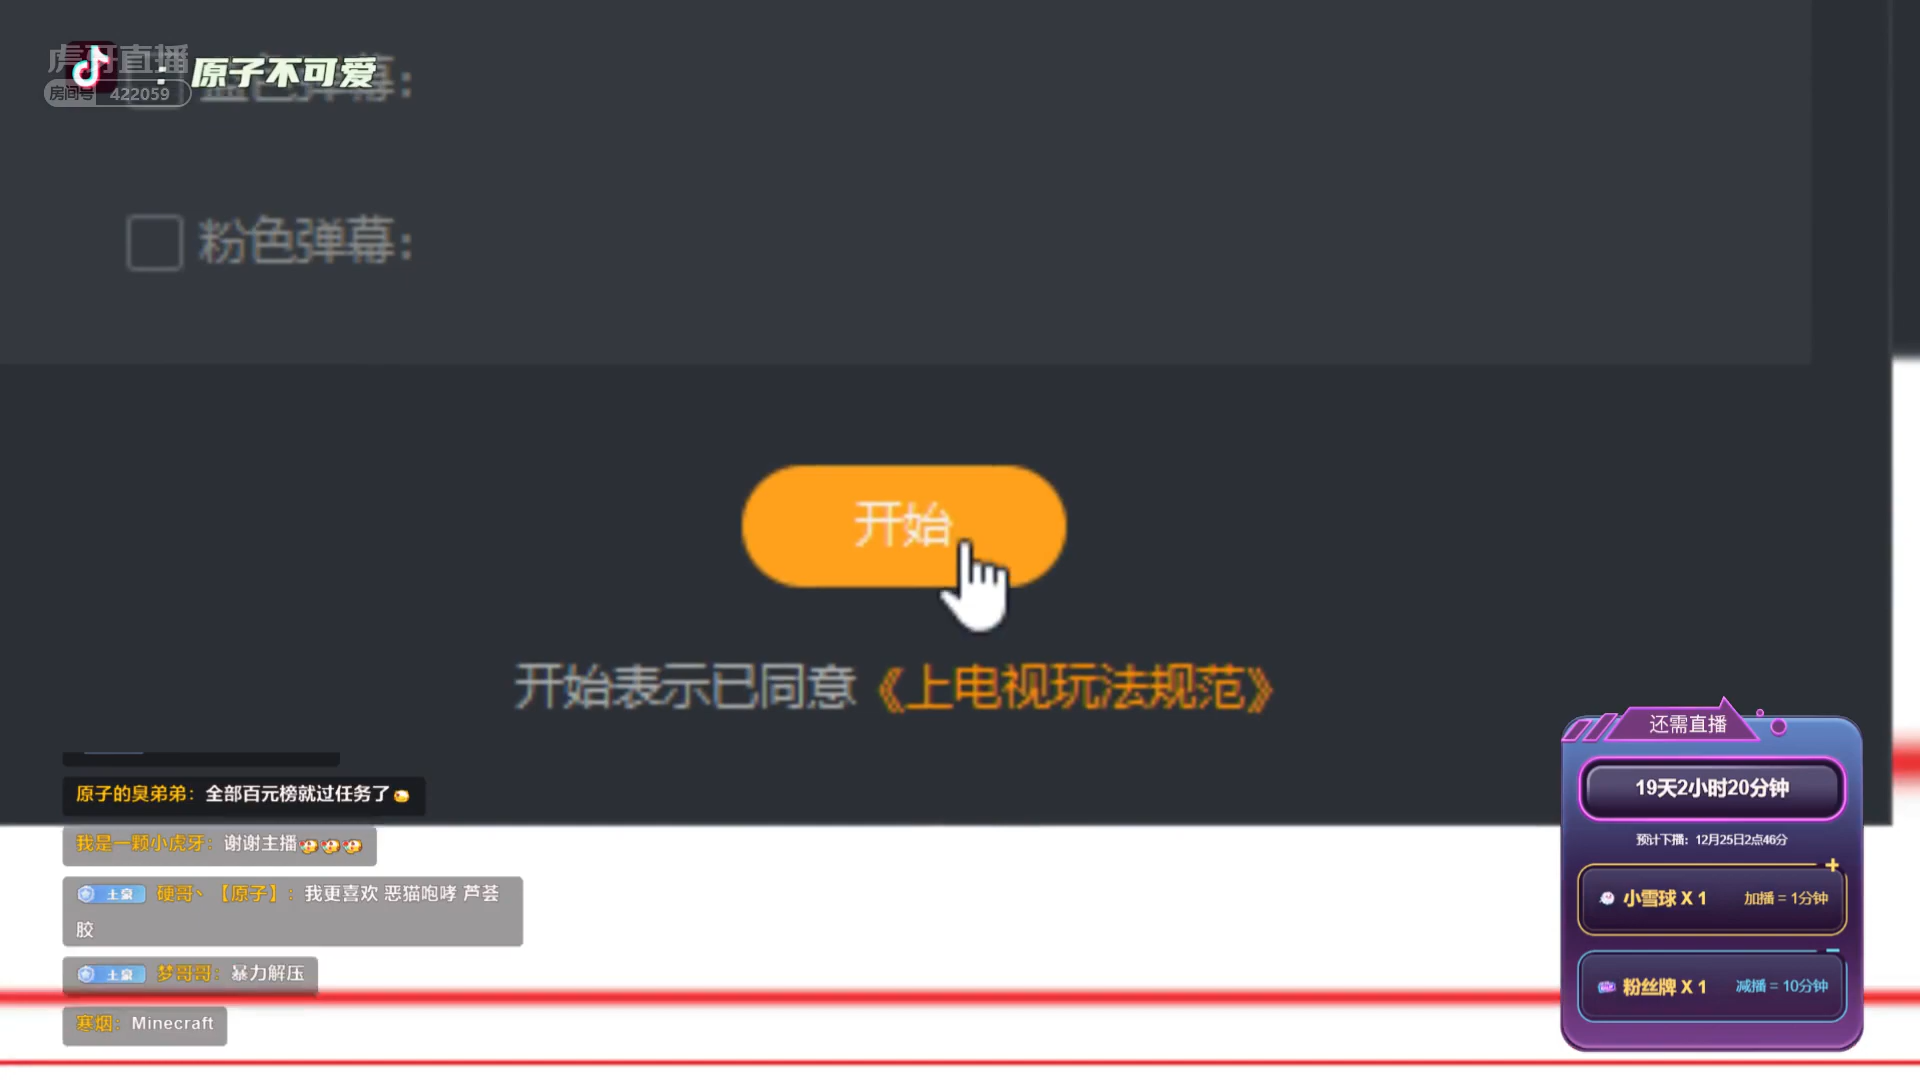 虎牙直播
房间号 422059
：原子不可爱
蓝色弹幕:
粉色弹幕:
开始
开始表示已同意《上电视玩法规范》
原子的臭弟弟：全部百元榜就过任务了
我是一颗小虎牙：谢谢主播
土豪 硬哥丶【原子】：我更喜欢 恶猫咆哮 芦荟
胶
土豪 梦哥哥：暴力解压
寒烟：Minecraft
还需直播
19天2小时20分钟
预计下播：12月25日2点46分
小雪球 X 1 加播 = 1分钟
粉丝牌 X 1 减播 = 10分钟